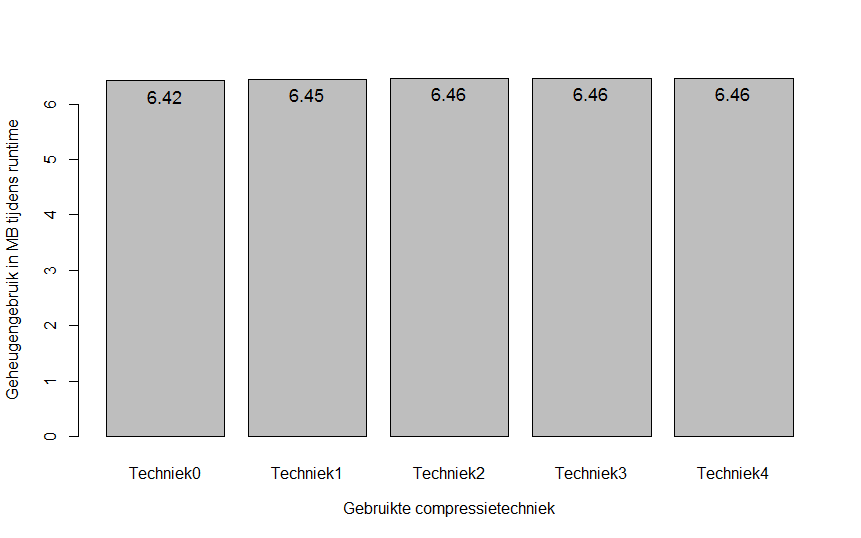 Geheugengebruik in MB tijdens runtime
6
5
4
3
2
1
0
6.42 6.45 6.46 6.46 6.46
Techniek0 Techniek1 Techniek2 Techniek3 Techniek4
Gebruikte compressietechniek